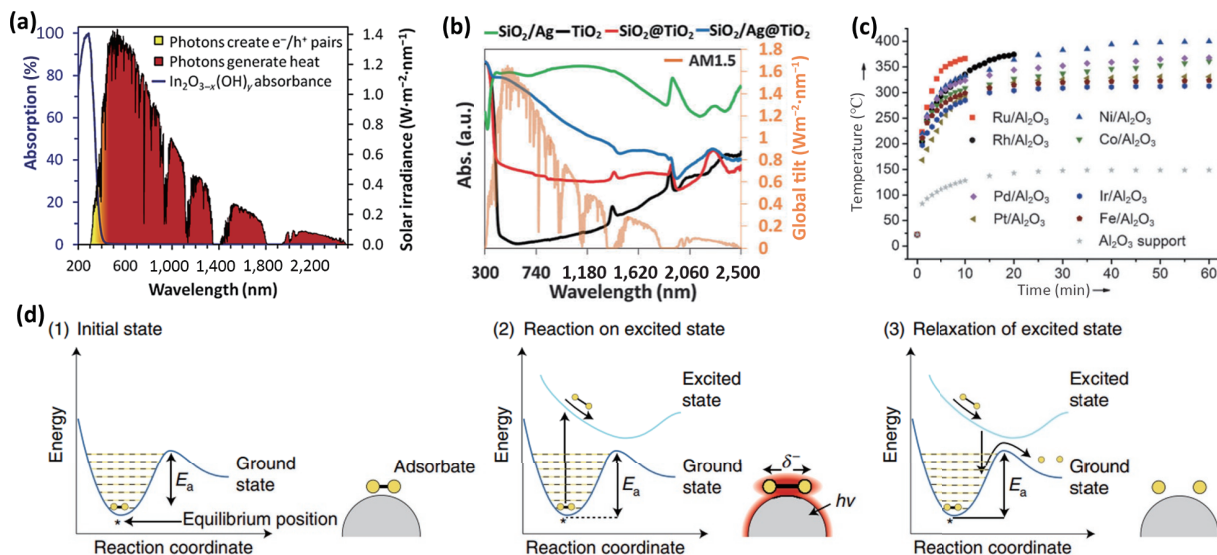 (a)
Absorption (%)
100
80
60
40
20
0
Photons create e⁻/h⁺ pairs
Photons generate heat
In₂O₃₋ₓ(OH)ᵧ absorbance
1.4
1.2
1.0
0.8
0.6
0.4
0.2
0.0
Solar irradiance (W·m⁻²·nm⁻¹)
200 600 1,000 1,400 1,800 2,200
Wavelength (nm)
(b)
SiO₂/Ag TiO₂ SiO₂@TiO₂ SiO₂/Ag@TiO₂
AM1.5
Abs. (a.u.)
1.8
1.6
1.4
1.2
1
0.8
0.6
0.4
0.2
0
Global tilt (Wm⁻²·nm⁻¹)
300 740 1,180 1,620 2,060 2,500
Wavelength (nm)
(c)
Temperature (°C)
400
350
300
250
200
150
100
50
0
Ru/Al₂O₃ Ni/Al₂O₃
Rh/Al₂O₃ Co/Al₂O₃
Pd/Al₂O₃ Ir/Al₂O₃
Pt/Al₂O₃ Fe/Al₂O₃
Al₂O₃ support
0 10 20 30 40 50 60
Time (min)
(d)
(1) Initial state
Energy
Eₐ
Ground
state
Adsorbate
* Equilibrium position
Reaction coordinate
(2) Reaction on excited state
Energy
Excited
state
Eₐ
Ground
state
δ⁻
hν
*
Reaction coordinate
(3) Relaxation of excited state
Energy
Excited
state
Eₐ
Ground
state
*
Reaction coordinate